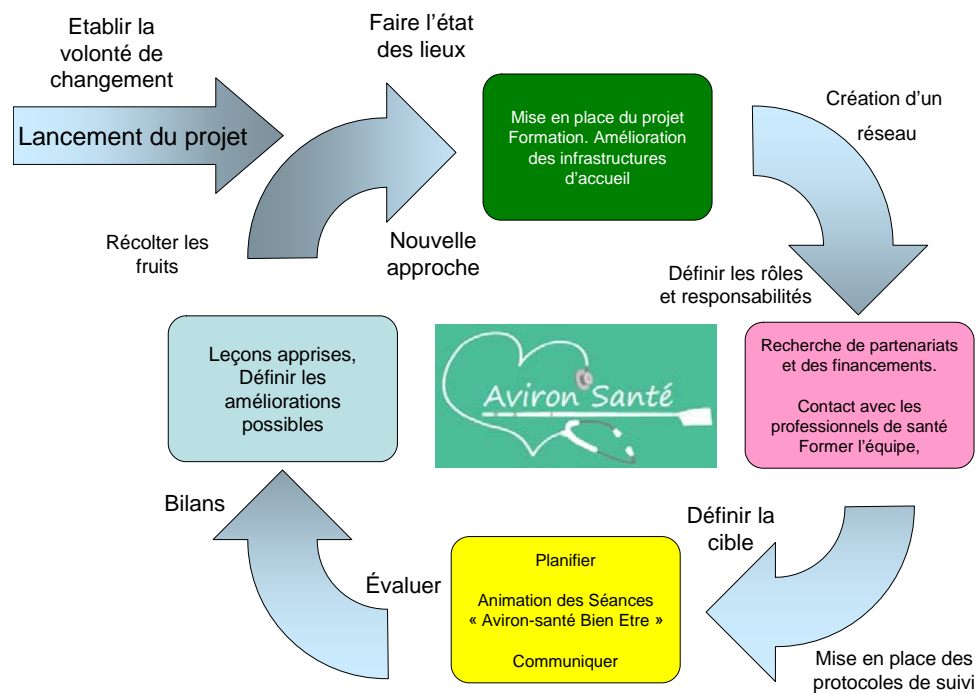 Etablir la
volonté de
changement
Lancement du projet
Faire l’état
des lieux
Mise en place du projet
Formation. Amélioration
des infrastructures
d’accueil
Création d’un
réseau
Récolter les
fruits
Nouvelle
approche
Définir les rôles
et responsabilités
Leçons apprises,
Définir les
améliorations
possibles
Aviron Santé
Recherche de partenariats
et des financements.
Contact avec les
professionnels de santé
Former l’équipe,
Bilans
Évaluer
Planifier
Animation des Séances
« Aviron-santé Bien Etre »
Communiquer
Définir la
cible
Mise en place des
protocoles de suivi